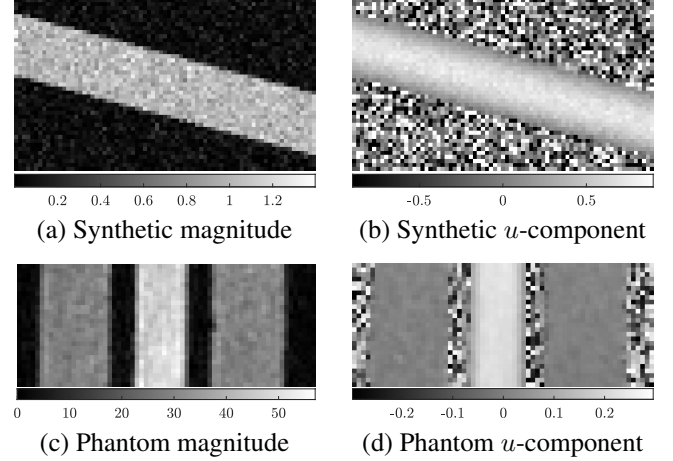 0.2 0.4 0.6 0.8 1 1.2
-0.5 0 0.5
(a) Synthetic magnitude
(b) Synthetic u-component
0 10 20 30 40 50
-0.2 -0.1 0 0.1 0.2
(c) Phantom magnitude
(d) Phantom u-component